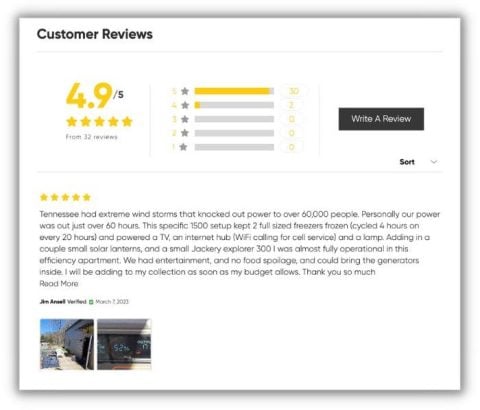 Customer Reviews
4.9/5
From 32 reviews
5 30
4 2
3 0
2 0
1 0
Write A Review
Sort
Tennessee had extreme wind storms that knocked out power to over 60,000 people. Personally our power
was out just over 60 hours. This specific 1500 setup kept 2 full sized freezers frozen (cycled 4 hours on
every 20 hours) and powered a TV, an internet hub (WiFi calling for cell service) and a lamp. Adding in a
couple small solar lanterns, and a small Jackery explorer 300 I was almost fully operational in this
efficiency apartment. We had entertainment, and no food spoilage, and could bring the generators
inside. I will be adding to my collection as soon as my budget allows. Thank you so much
Read More
Jim Ansell Verified March 7, 2023
52%